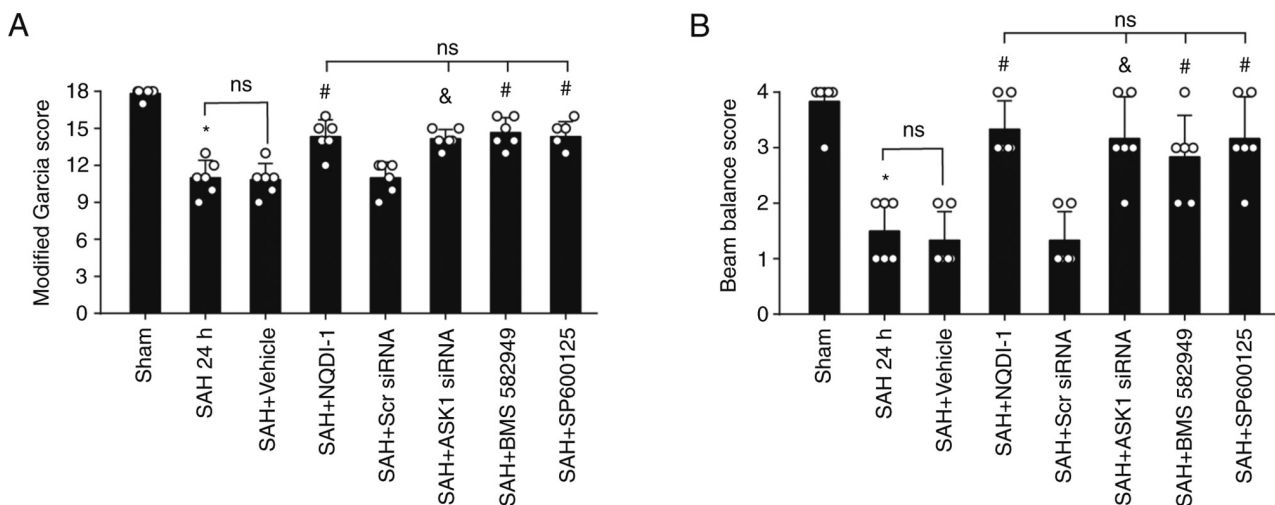 A
Modified Garcia score
18
15
12
9
6
3
0
*
ns
#
&
#
#
ns
Sham
SAH 24 h
SAH+Vehicle
SAH+NQDI-1
SAH+Scr siRNA
SAH+ASK1 siRNA
SAH+BMS 582949
SAH+SP600125
B
Beam balance score
4
3
2
1
0
*
ns
#
&
#
#
ns
Sham
SAH 24 h
SAH+Vehicle
SAH+NQDI-1
SAH+Scr siRNA
SAH+ASK1 siRNA
SAH+BMS 582949
SAH+SP600125